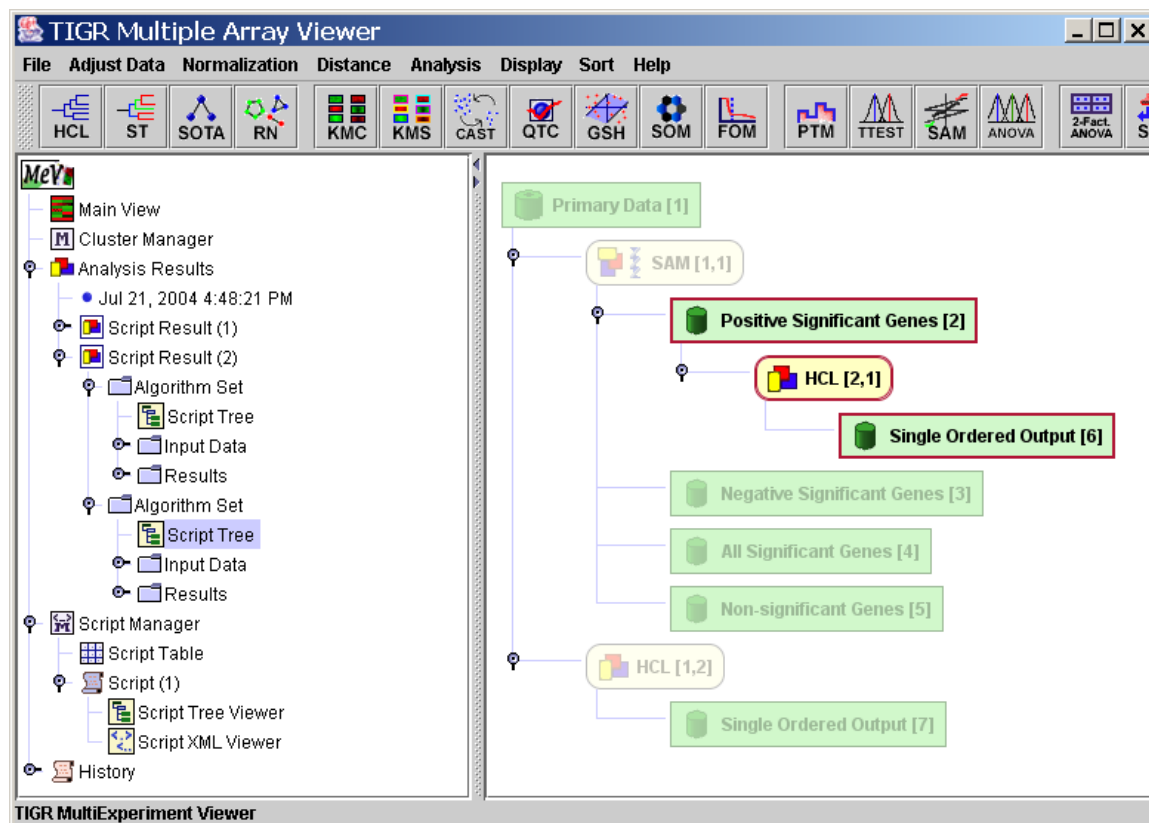 TIGR Multiple Array Viewer
File Adjust Data Normalization Distance Analysis Display Sort Help
HCL ST SOTA RN KMC KMS CAST QTC GSH SOM FOM PTM TTEST SAM ANOVA 2-Fact. ANOVA
MeV
Main View
Cluster Manager
Analysis Results
Jul 21, 2004 4:48:21 PM
Script Result (1)
Script Result (2)
Algorithm Set
Script Tree
Input Data
Results
Algorithm Set
Script Tree
Input Data
Results
Script Manager
Script Table
Script (1)
Script Tree Viewer
Script XML Viewer
History
Primary Data [1]
SAM [1,1]
Positive Significant Genes [2]
HCL [2,1]
Single Ordered Output [6]
Negative Significant Genes [3]
All Significant Genes [4]
Non-significant Genes [5]
HCL [1,2]
Single Ordered Output [7]
TIGR MultiExperiment Viewer